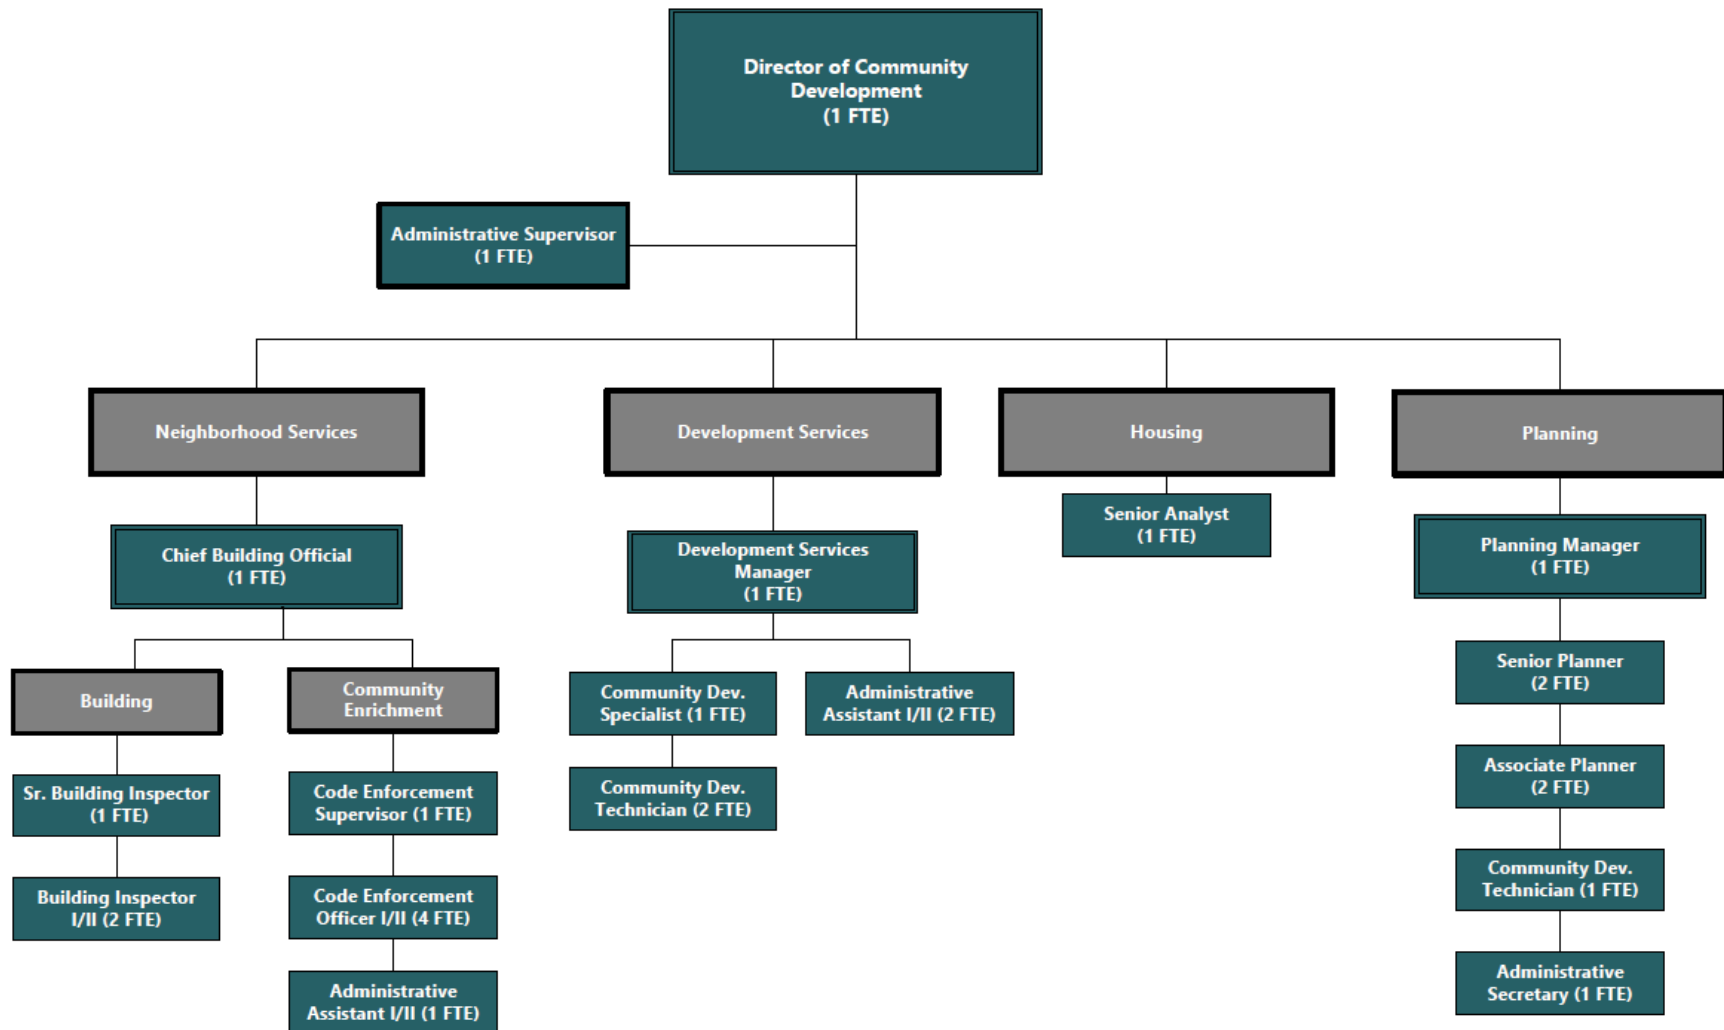 Director of Community
Development
(1 FTE)
Administrative Supervisor
(1 FTE)
Neighborhood Services
Development Services
Housing
Planning
Chief Building Official
(1 FTE)
Development Services
Manager
(1 FTE)
Senior Analyst
(1 FTE)
Planning Manager
(1 FTE)
Building
Community
Enrichment
Community Dev.
Specialist (1 FTE)
Administrative
Assistant I/II (2 FTE)
Senior Planner
(2 FTE)
Sr. Building Inspector
(1 FTE)
Code Enforcement
Supervisor (1 FTE)
Community Dev.
Technician (2 FTE)
Associate Planner
(2 FTE)
Building Inspector
I/II (2 FTE)
Code Enforcement
Officer I/II (4 FTE)
Community Dev.
Technician (1 FTE)
Administrative
Assistant I/II (1 FTE)
Administrative
Secretary (1 FTE)